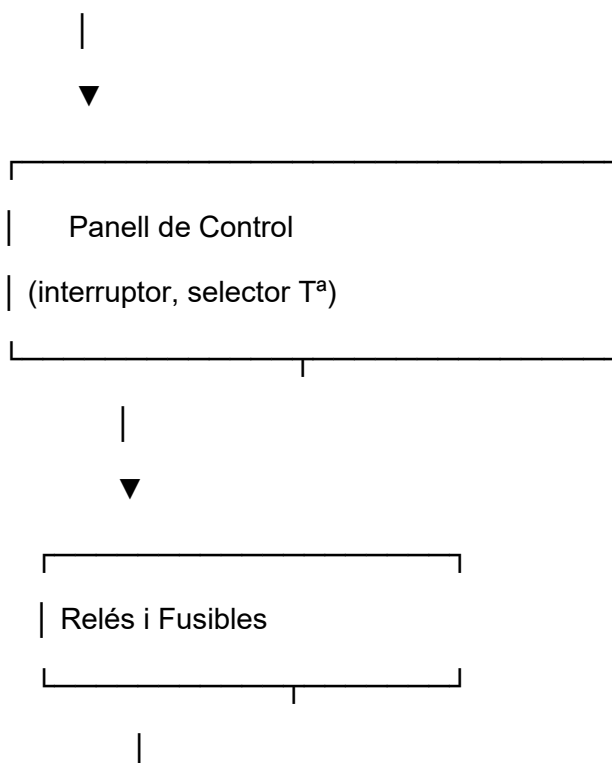 Panell de Control
(interruptor, selector Tª)
Relés i Fusibles